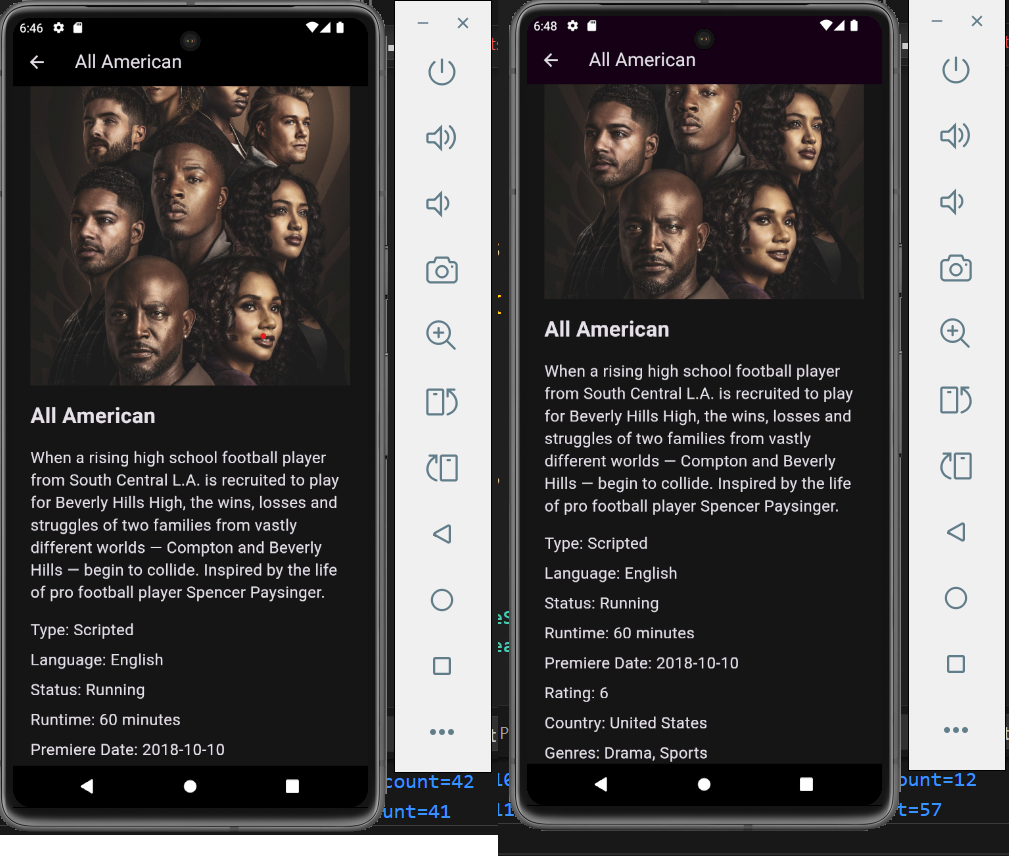 6:46
All American
All American
When a rising high school football player
from South Central L.A. is recruited to play
for Beverly Hills High, the wins, losses and
struggles of two families from vastly
different worlds — Compton and Beverly
Hills — begin to collide. Inspired by the life
of pro football player Spencer Paysinger.
Type: Scripted
Language: English
Status: Running
Runtime: 60 minutes
Premiere Date: 2018-10-10
count=42
unt=41
6:48
All American
All American
When a rising high school football player
from South Central L.A. is recruited to play
for Beverly Hills High, the wins, losses and
struggles of two families from vastly
different worlds — Compton and Beverly
Hills — begin to collide. Inspired by the life
of pro football player Spencer Paysinger.
Type: Scripted
Language: English
Status: Running
Runtime: 60 minutes
Premiere Date: 2018-10-10
Rating: 6
Country: United States
Genres: Drama, Sports
ount=12
t=57